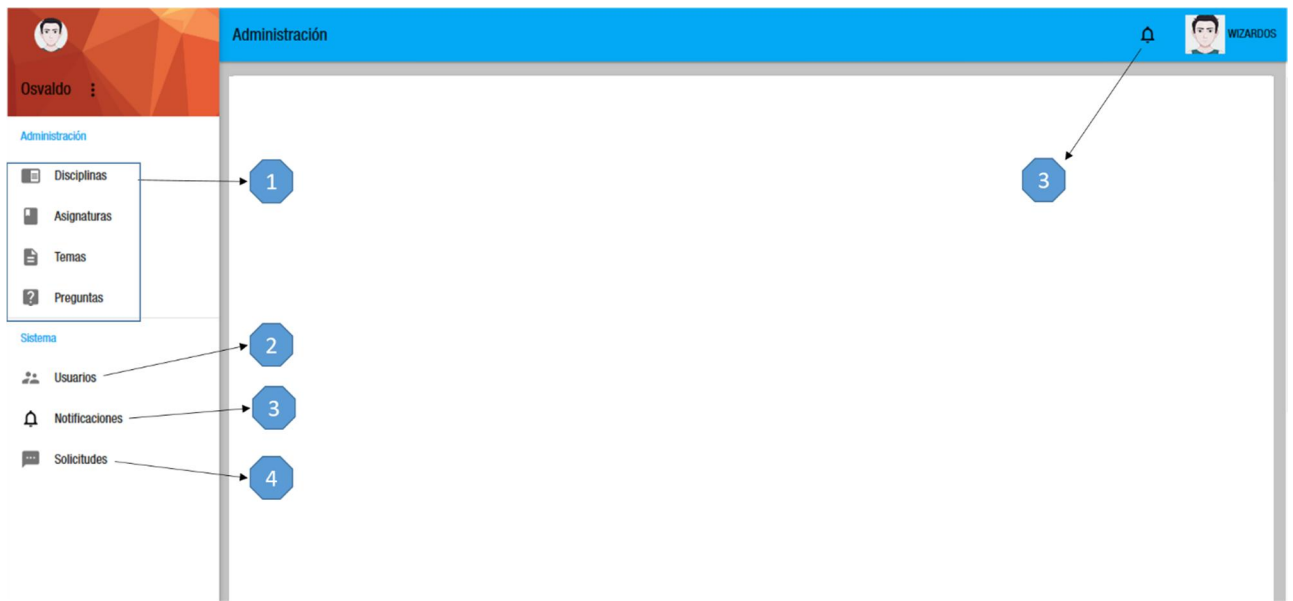 Administración
WIZARDOS
Osvaldo
Administración
Disciplinas
1
3
Asignaturas
Temas
Preguntas
Sistema
2
Usuarios
3
Notificaciones
Solicitudes
4